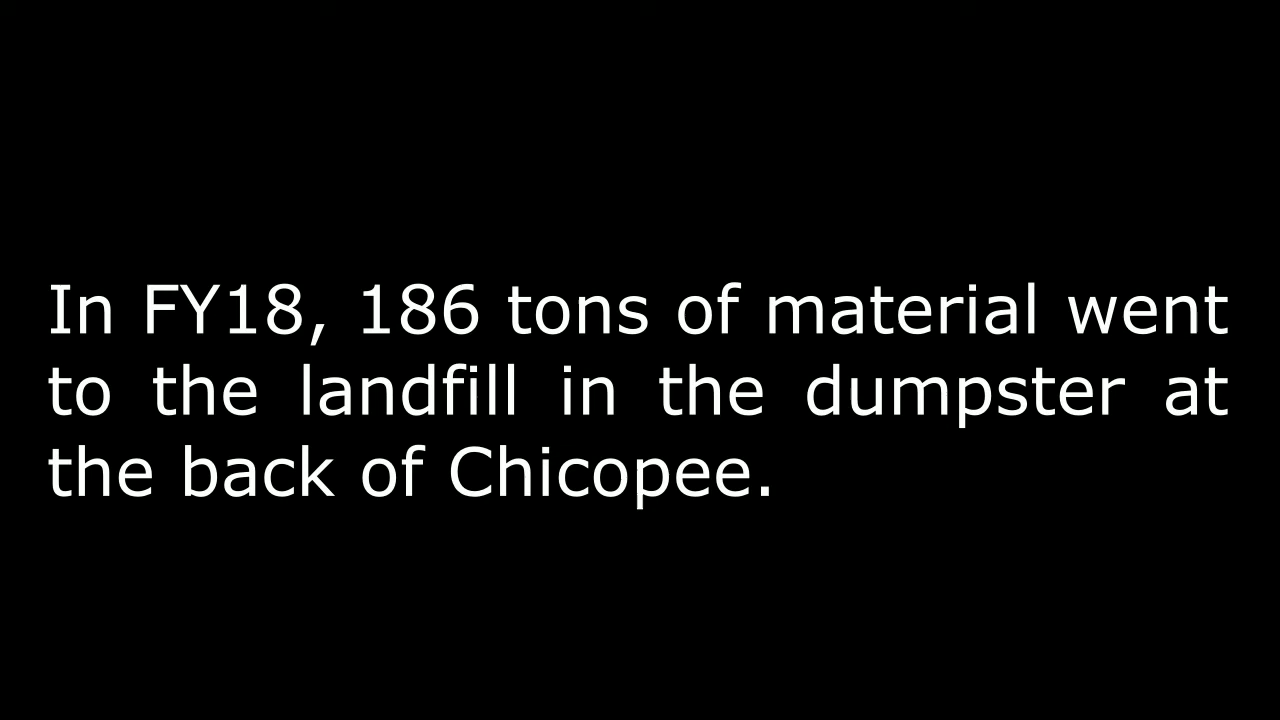 In FY18, 186 tons of material went
to the landfill in the dumpster at
the back of Chicopee.